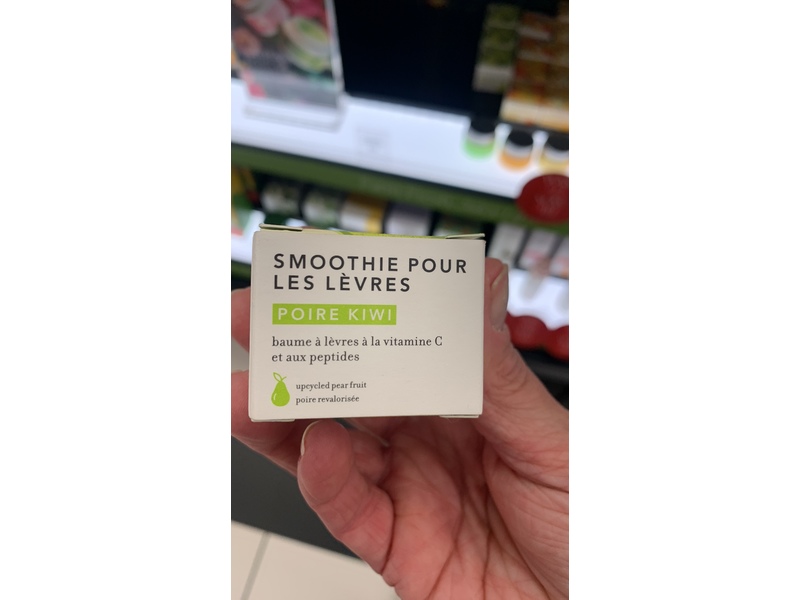 SMOOTHIE POUR
LES LÈVRES
POIRE KIWI
baume à lèvres à la vitamine C
et aux peptides
upcycled pear fruit
poire revalorisée